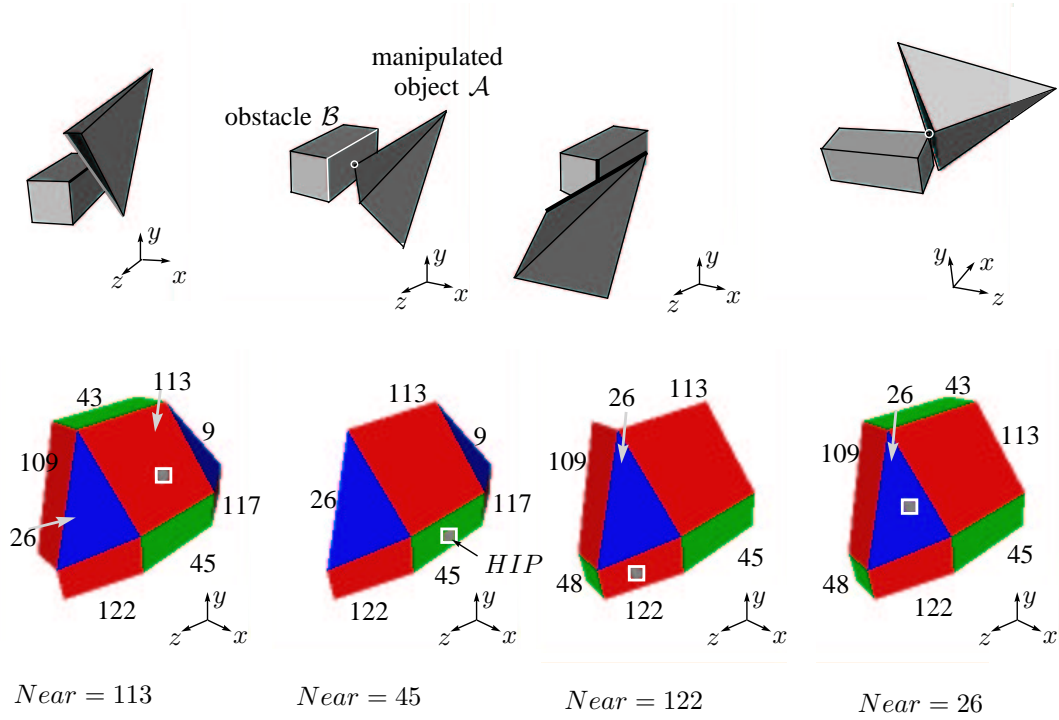 manipulated
object A
obstacle B
y
z
x
y
z
x
y
z
x
y
x
z
43
113
109
9
117
26
45
122
y
z
x
113
9
26
117
45
HIP
122
y
z
x
26
113
109
48
45
122
y
z
x
26
43
109
113
48
45
122
y
z
x
Near = 113
Near = 45
Near = 122
Near = 26